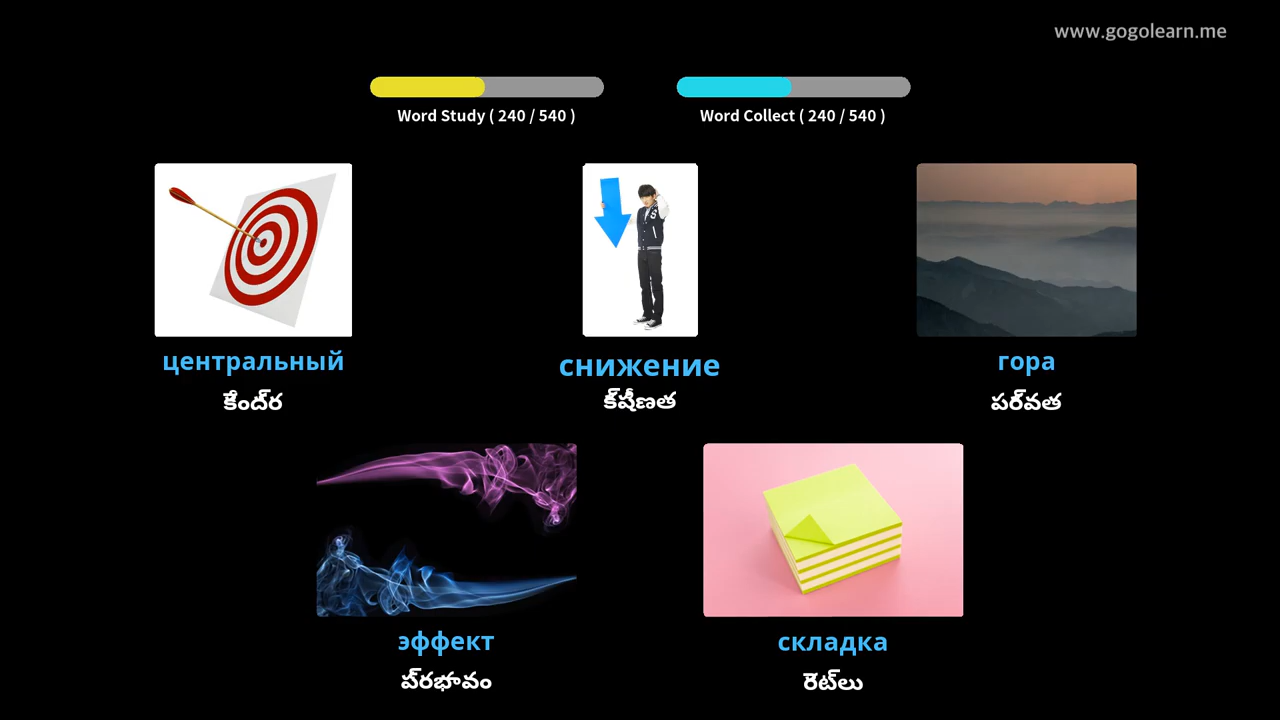 www.gogolearn.me
Word Study ( 240 / 540 )
Word Collect ( 240 / 540 )
центральный
కేంద్ర
снижение
క్షీణత
гора
పర్వత
эффект
ప్రభావం
складка
రెట్లు